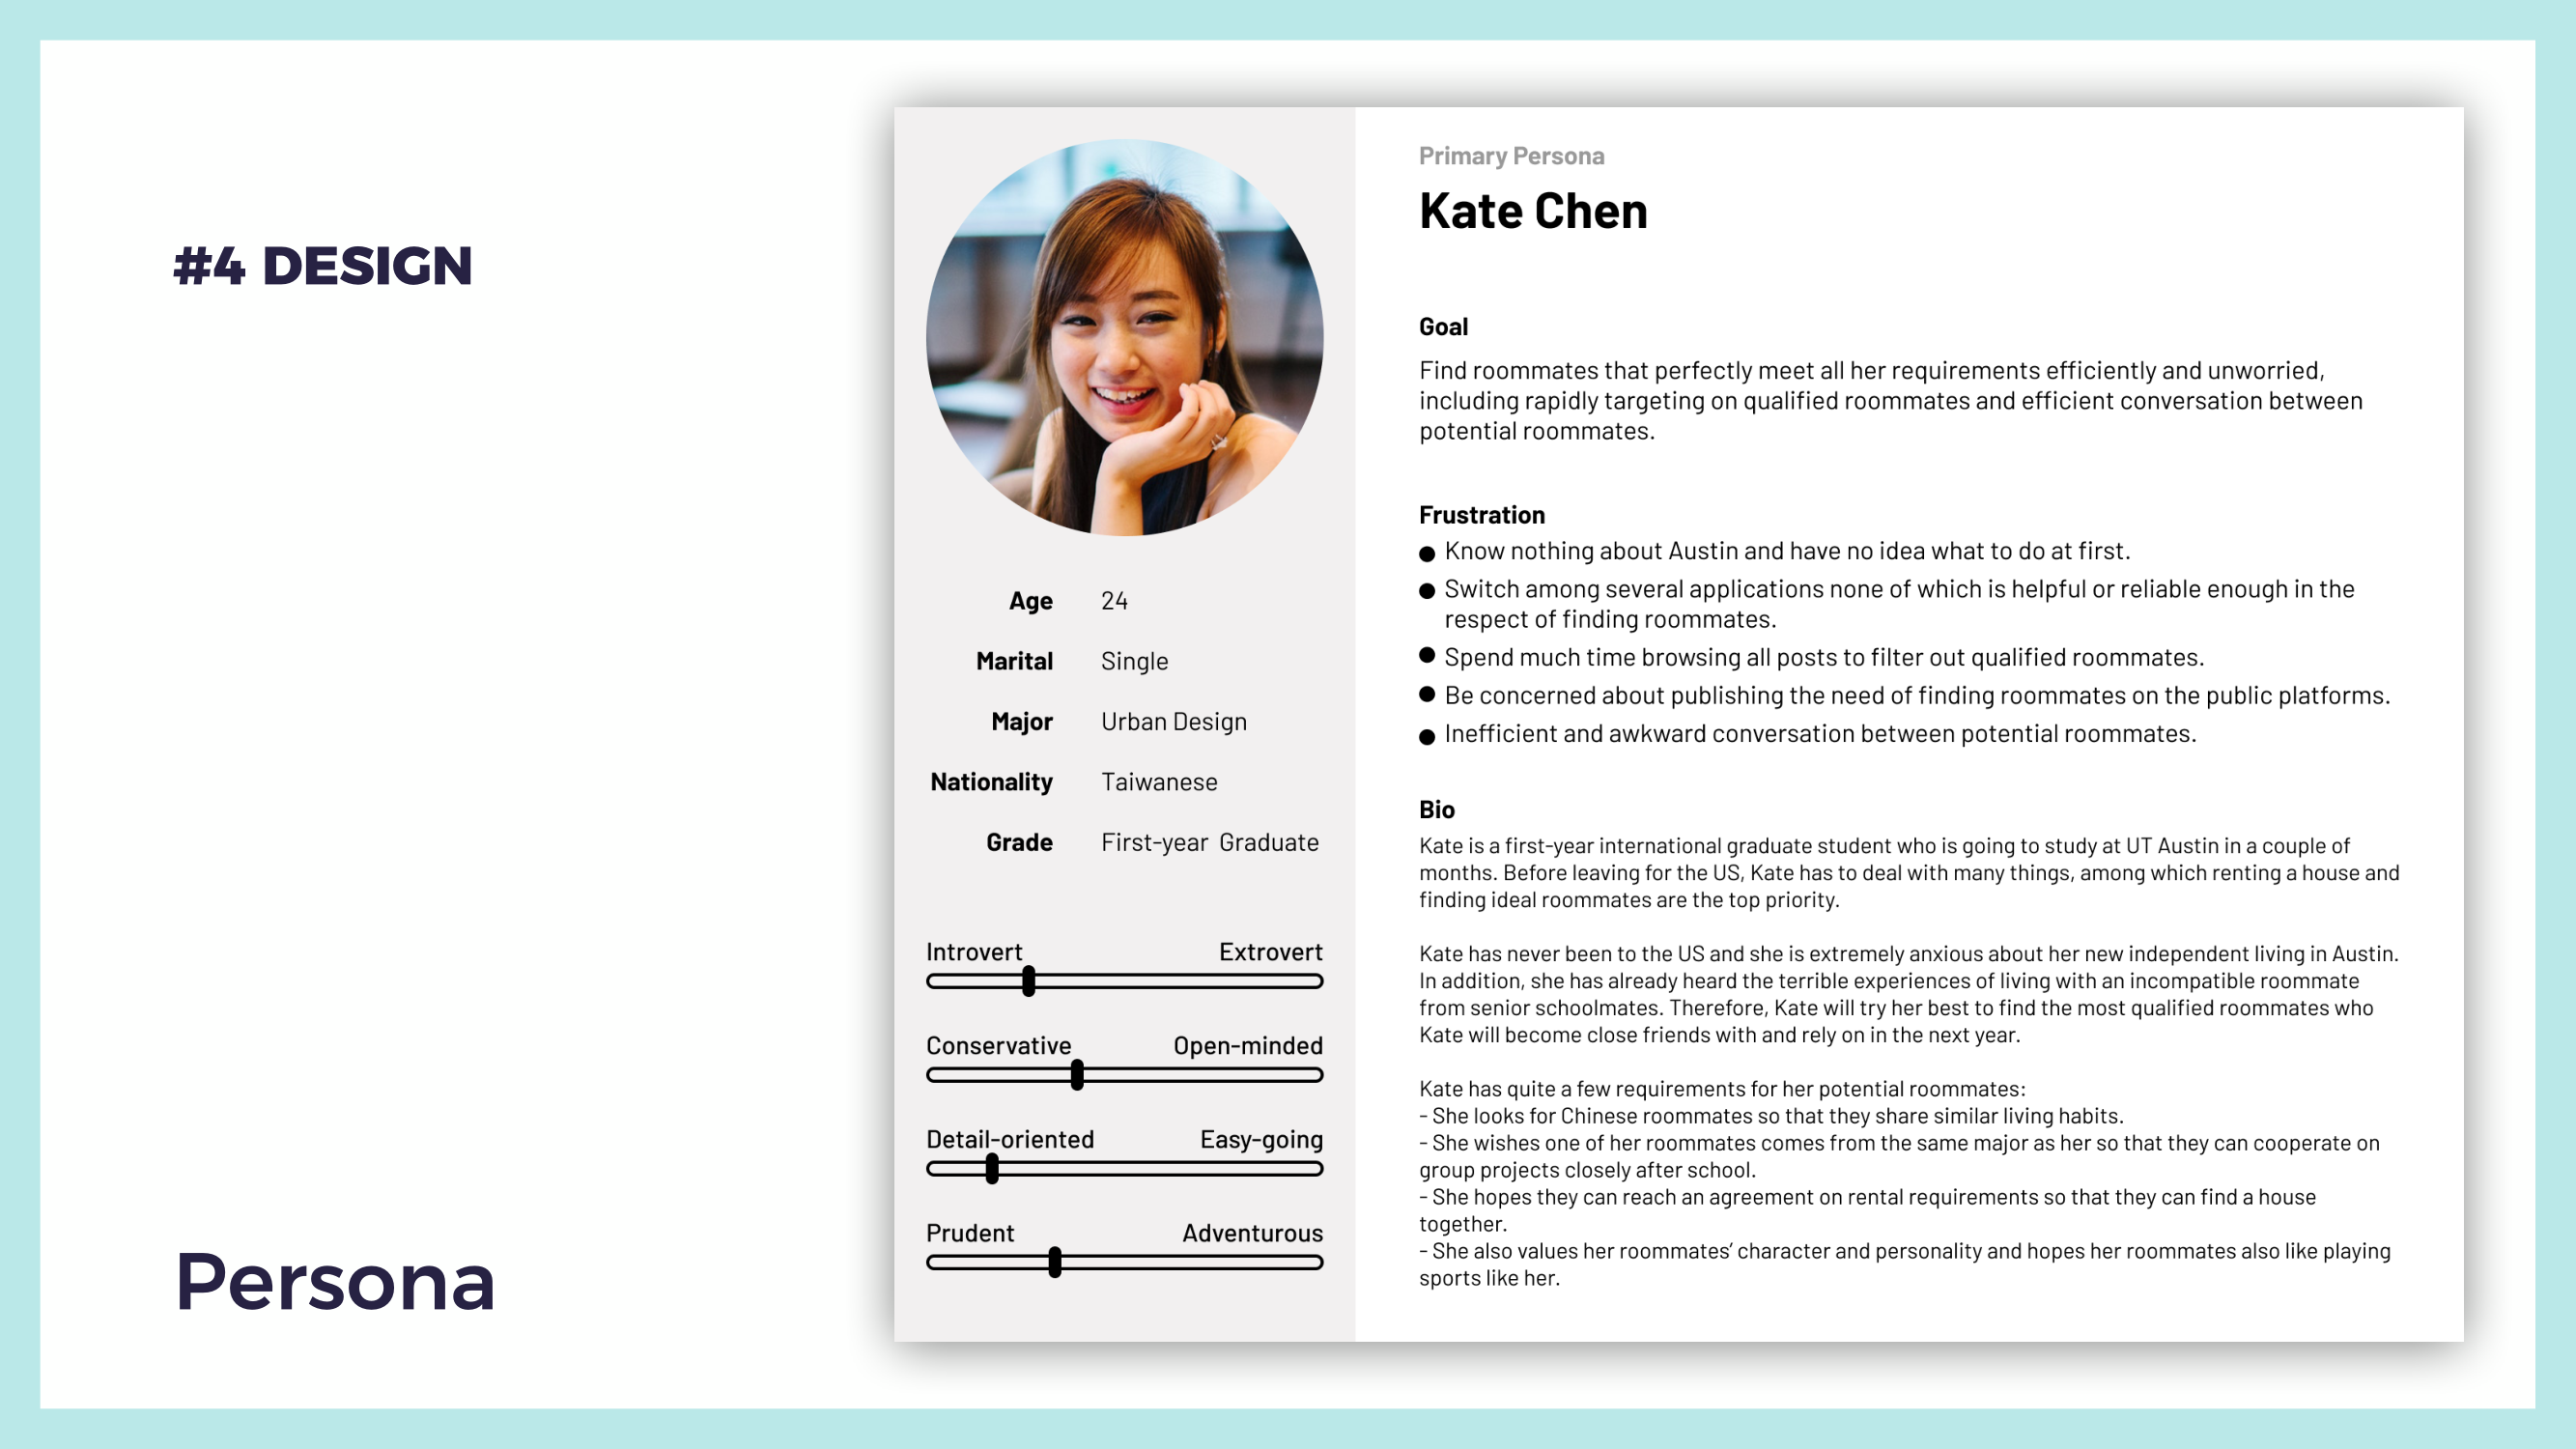 #4 DESIGN
Persona
Age 24
Marital Single
Major Urban Design
Nationality Taiwanese
Grade First-year Graduate
Introvert Extrovert
Conservative Open-minded
Detail-oriented Easy-going
Prudent Adventurous
Primary Persona
Kate Chen
Goal
Find roommates that perfectly meet all her requirements efficiently and unworried,
including rapidly targeting on qualified roommates and efficient conversation between
potential roommates.
Frustration
● Know nothing about Austin and have no idea what to do at first.
● Switch among several applications none of which is helpful or reliable enough in the
respect of finding roommates.
● Spend much time browsing all posts to filter out qualified roommates.
● Be concerned about publishing the need of finding roommates on the public platforms.
● Inefficient and awkward conversation between potential roommates.
Bio
Kate is a first-year international graduate student who is going to study at UT Austin in a couple of
months. Before leaving for the US, Kate has to deal with many things, among which renting a house and
finding ideal roommates are the top priority.
Kate has never been to the US and she is extremely anxious about her new independent living in Austin.
In addition, she has already heard the terrible experiences of living with an incompatible roommate
from senior schoolmates. Therefore, Kate will try her best to find the most qualified roommates who
Kate will become close friends with and rely on in the next year.
Kate has quite a few requirements for her potential roommates:
- She looks for Chinese roommates so that they share similar living habits.
- She wishes one of her roommates comes from the same major as her so that they can cooperate on
group projects closely after school.
- She hopes they can reach an agreement on rental requirements so that they can find a house
together.
- She also values her roommates’ character and personality and hopes her roommates also like playing
sports like her.